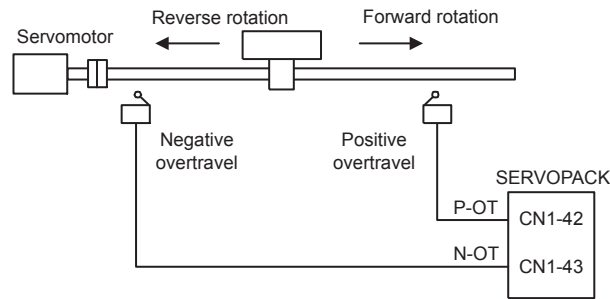 Reverse rotation
Forward rotation
Servomotor
Negative
overtravel
Positive
overtravel
SERVOPACK
P-OT
CN1-42
N-OT
CN1-43